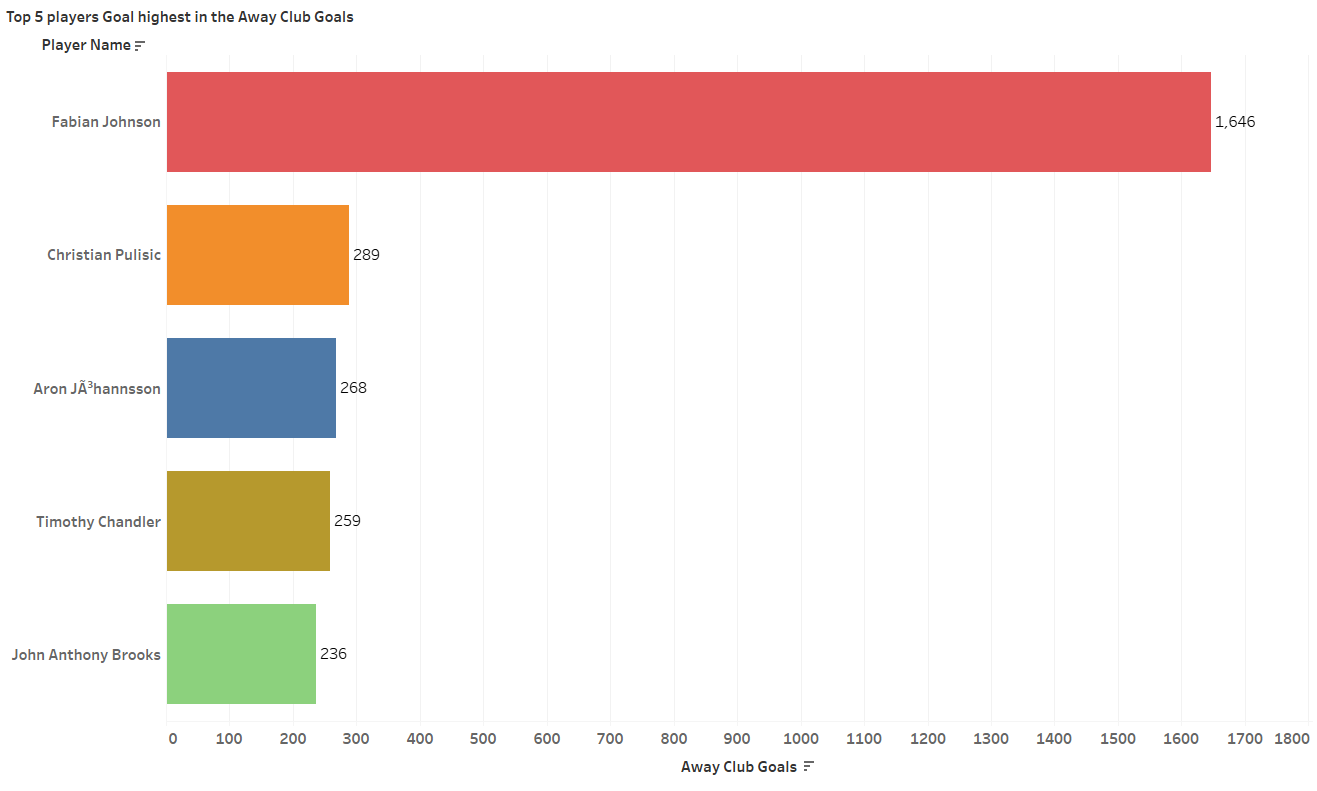 Top 5 players Goal highest in the Away Club Goals
Player Name
Fabian Johnson 1,646
Christian Pulisic 289
Aron JÃ³hannsson 268
Timothy Chandler 259
John Anthony Brooks 236
0 100 200 300 400 500 600 700 800 900 1000 1100 1200 1300 1400 1500 1600 1700 1800
Away Club Goals